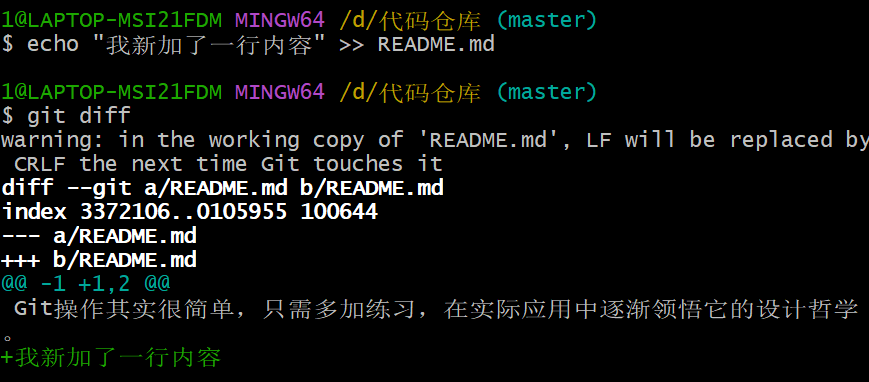 1@LAPTOP-MSI21FDM MINGW64 /d/代码仓库 (master)
$ echo "我新加了一行内容" >> README.md
1@LAPTOP-MSI21FDM MINGW64 /d/代码仓库 (master)
$ git diff
warning: in the working copy of 'README.md', LF will be replaced by
 CRLF the next time Git touches it
diff --git a/README.md b/README.md
index 3372106..0105955 100644
--- a/README.md
+++ b/README.md
@@ -1 +1,2 @@
 Git操作其实很简单，只需多加练习，在实际应用中逐渐领悟它的设计哲学
。
+我新加了一行内容